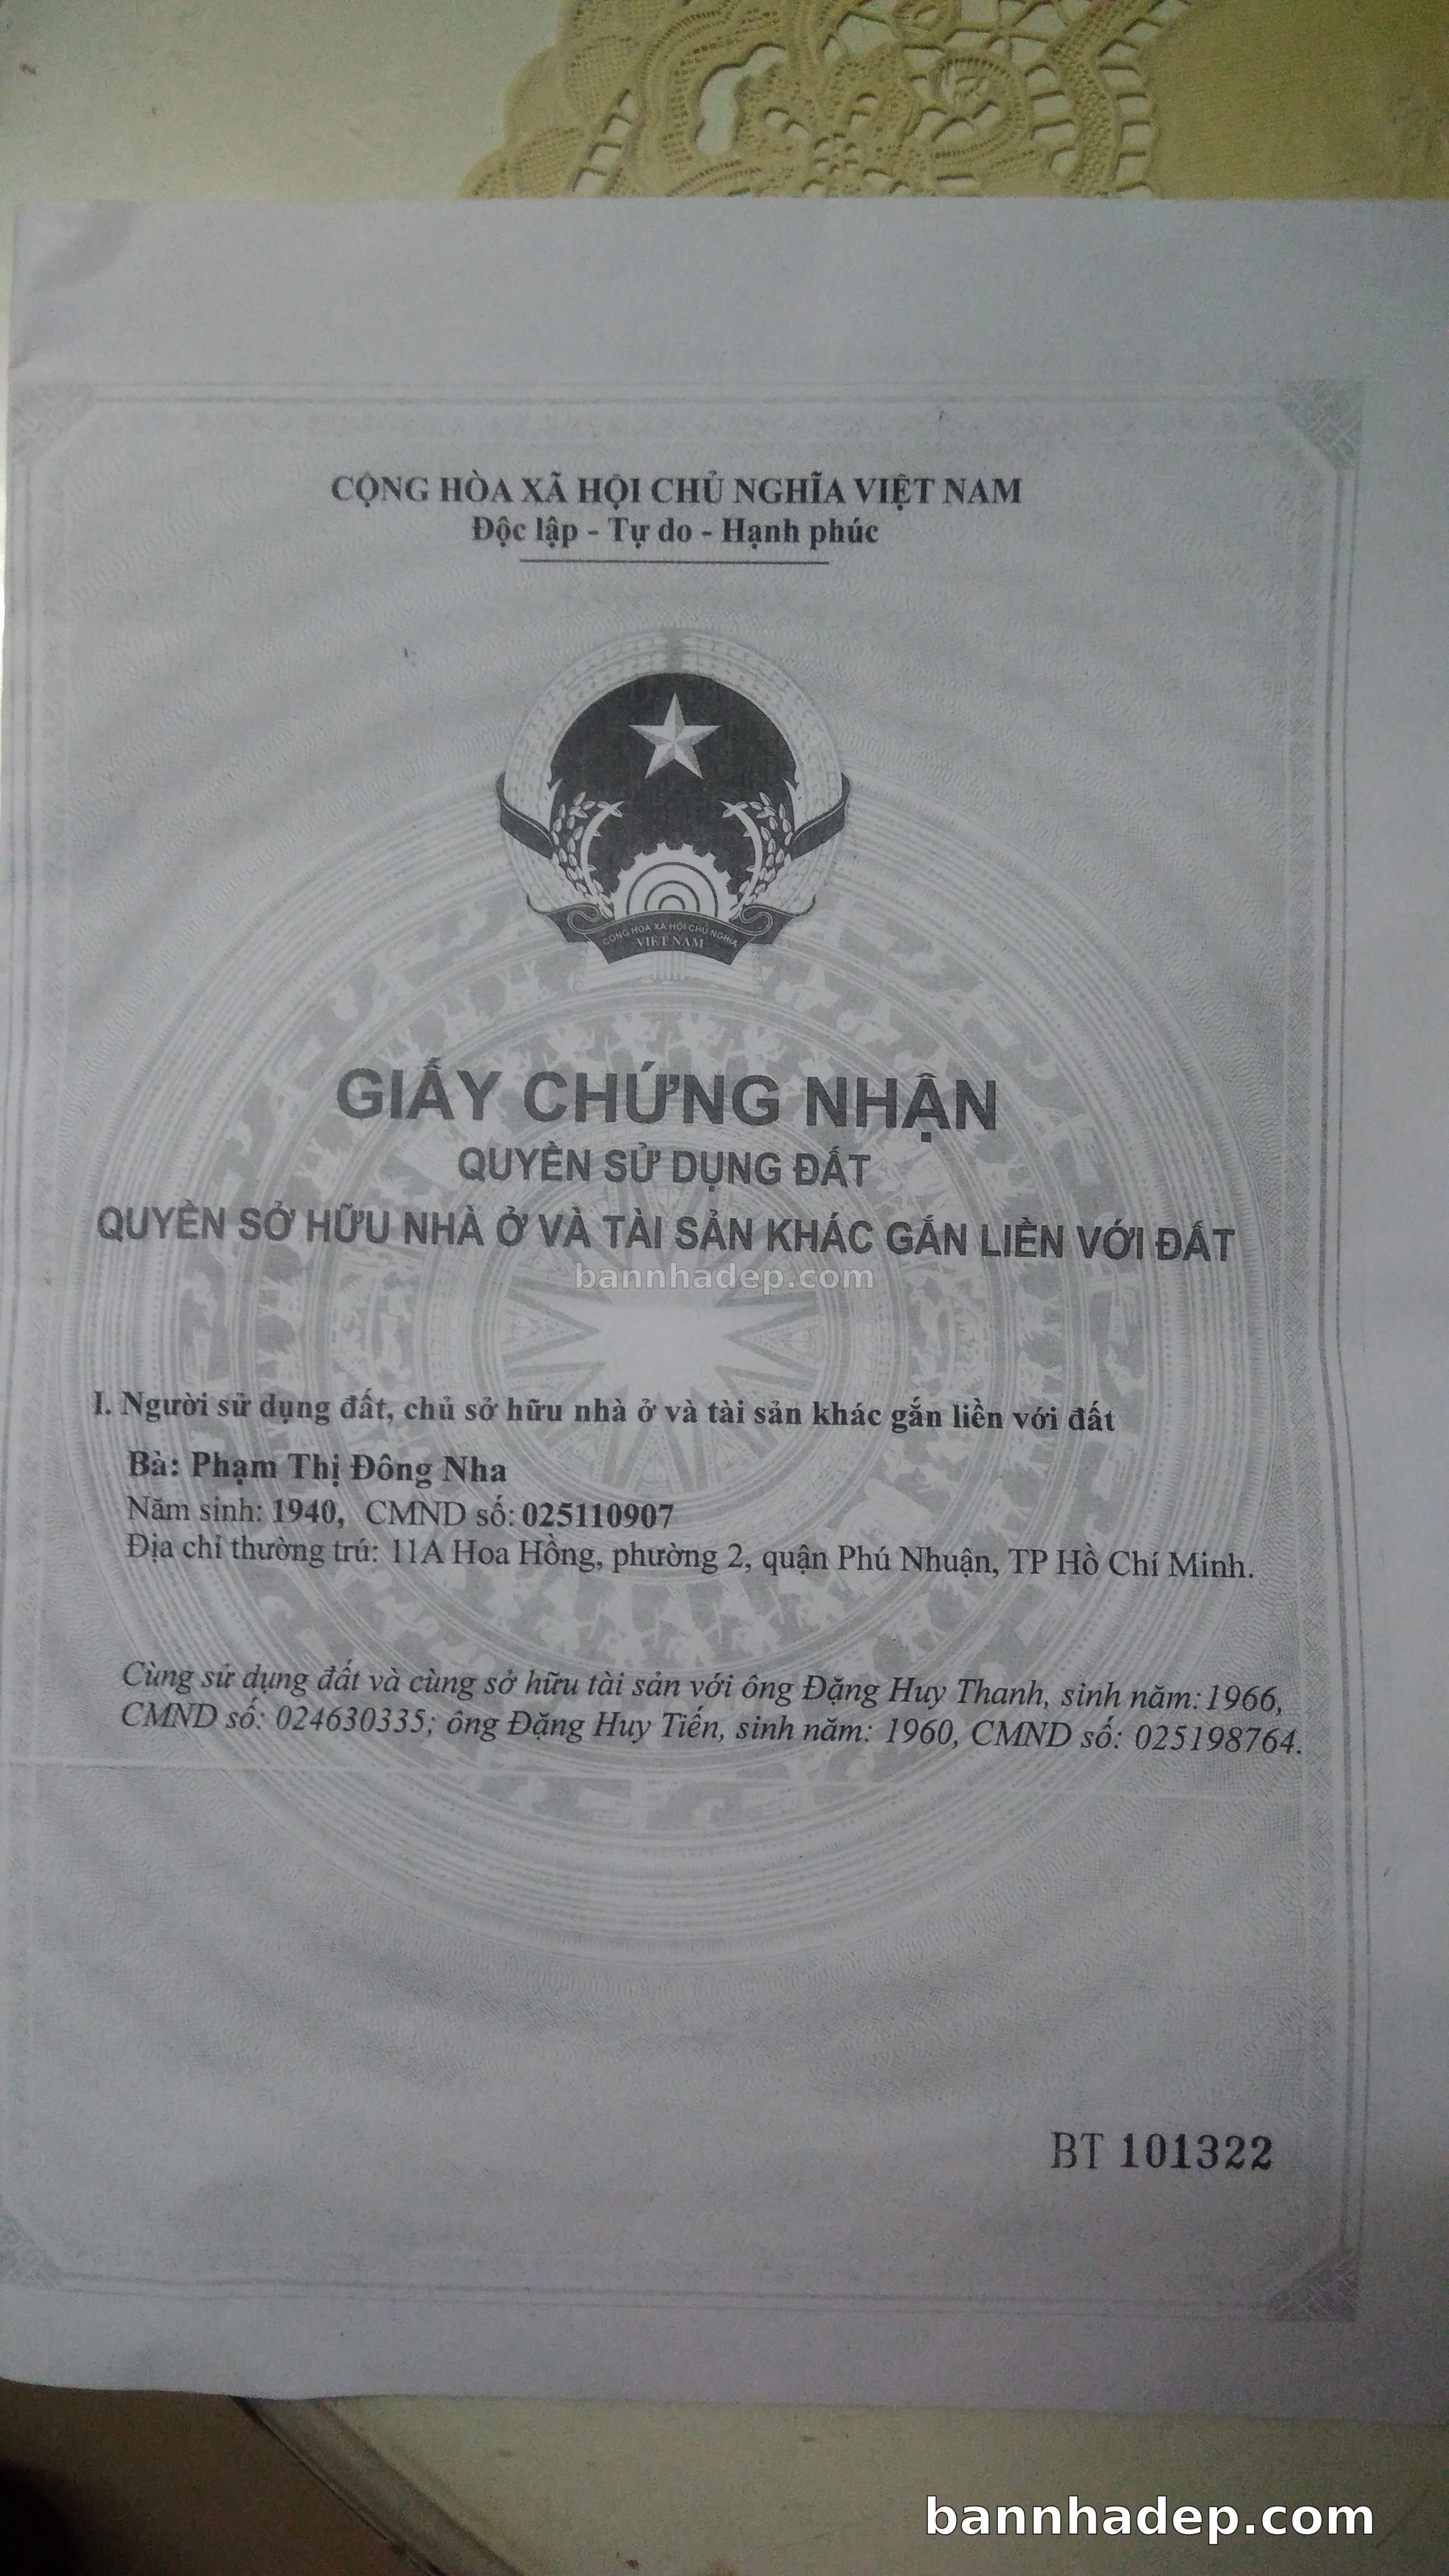 CỘNG HÒA XÃ HỘI CHỦ NGHĨA VIỆT NAM
Độc lập - Tự do - Hạnh phúc
CỘNG HÒA XÃ HỘI CHỦ NGHĨA
VIỆT NAM
GIẤY CHỨNG NHẬN
QUYỀN SỬ DỤNG ĐẤT
QUYỀN SỞ HỮU NHÀ Ở VÀ TÀI SẢN KHÁC GẮN LIỀN VỚI ĐẤT
bannhadep.com
I. Người sử dụng đất, chủ sở hữu nhà ở và tài sản khác gắn liền với đất
Bà: Phạm Thị Đông Nha
Năm sinh: 1940, CMND số: 025110907
Địa chỉ thường trú: 11A Hoa Hồng, phường 2, quận Phú Nhuận, TP Hồ Chí Minh.
Cùng sử dụng đất và cùng sở hữu tài sản với ông Đặng Huy Thanh, sinh năm:1966,
CMND số: 024630335; ông Đặng Huy Tiến, sinh năm: 1960, CMND số: 025198764.
BT 101322
bannhadep.com